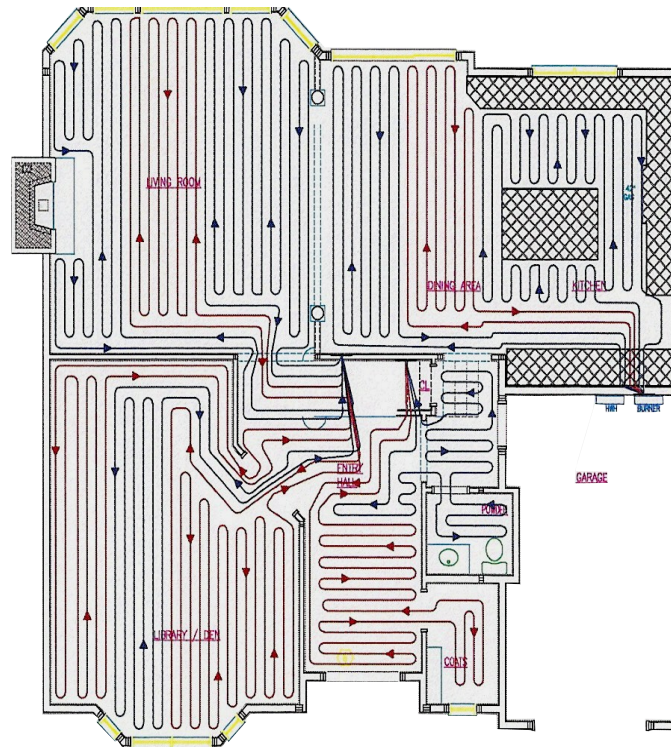 LIVING ROOM
42"
GAS
DINING AREA
KITCHEN
CL
HWH
BURNER
ENTRY
HALL
GARAGE
POWDER
LIBRARY / DEN
COATS